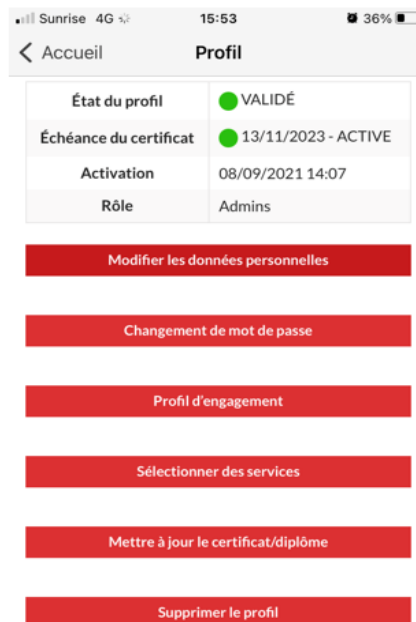 Sunrise 4G 15:53 36%
Accueil Profil
État du profil VALIDÉ
Échéance du certificat 13/11/2023 - ACTIVE
Activation 08/09/2021 14:07
Rôle Admins
Modifier les données personnelles
Changement de mot de passe
Profil d'engagement
Sélectionner des services
Mettre à jour le certificat/diplôme
Supprimer le profil